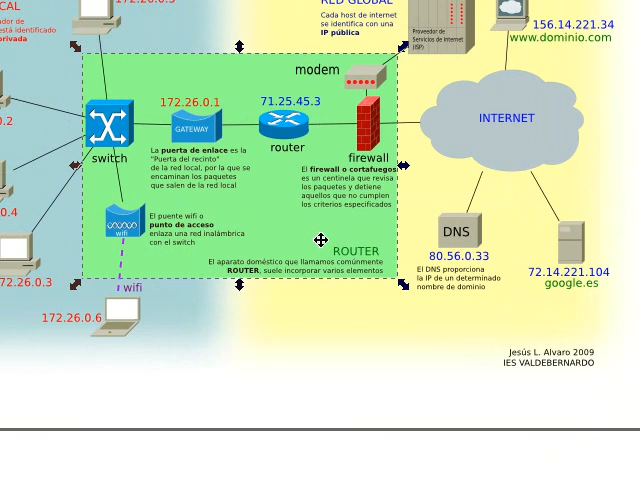 CAL
RED GLOBAL
Cada host de internet
se identifica con una
IP pública
Proveedor de
Servicios de Internet
(ISP)
156.14.221.34
www.dominio.com
ador de
está identificado
rivada
modem
172.26.0.1
71.25.45.3
GATEWAY
INTERNET
switch
router
firewall
0.2
La puerta de enlace es la
"Puerta del recinto"
de la red local, por la que se
encaminan los paquetes
que salen de la red local
El firewall o cortafuegos
es un centinela que revisa
los paquetes y detiene
aquellos que no cumplen
los criterios especificados
0.4
El puente wifi o
punto de acceso
enlaza una red inalámbrica
con el switch
wifi
DNS
ROUTER
El aparato doméstico que llamamos comúnmente
ROUTER, suele incorporar varios elementos
80.56.0.33
El DNS proporciona
la IP de un determinado
nombre de dominio
72.14.221.104
google.es
72.26.0.3
wifi
172.26.0.6
Jesús L. Alvaro 2009
IES VALDEBERNARDO